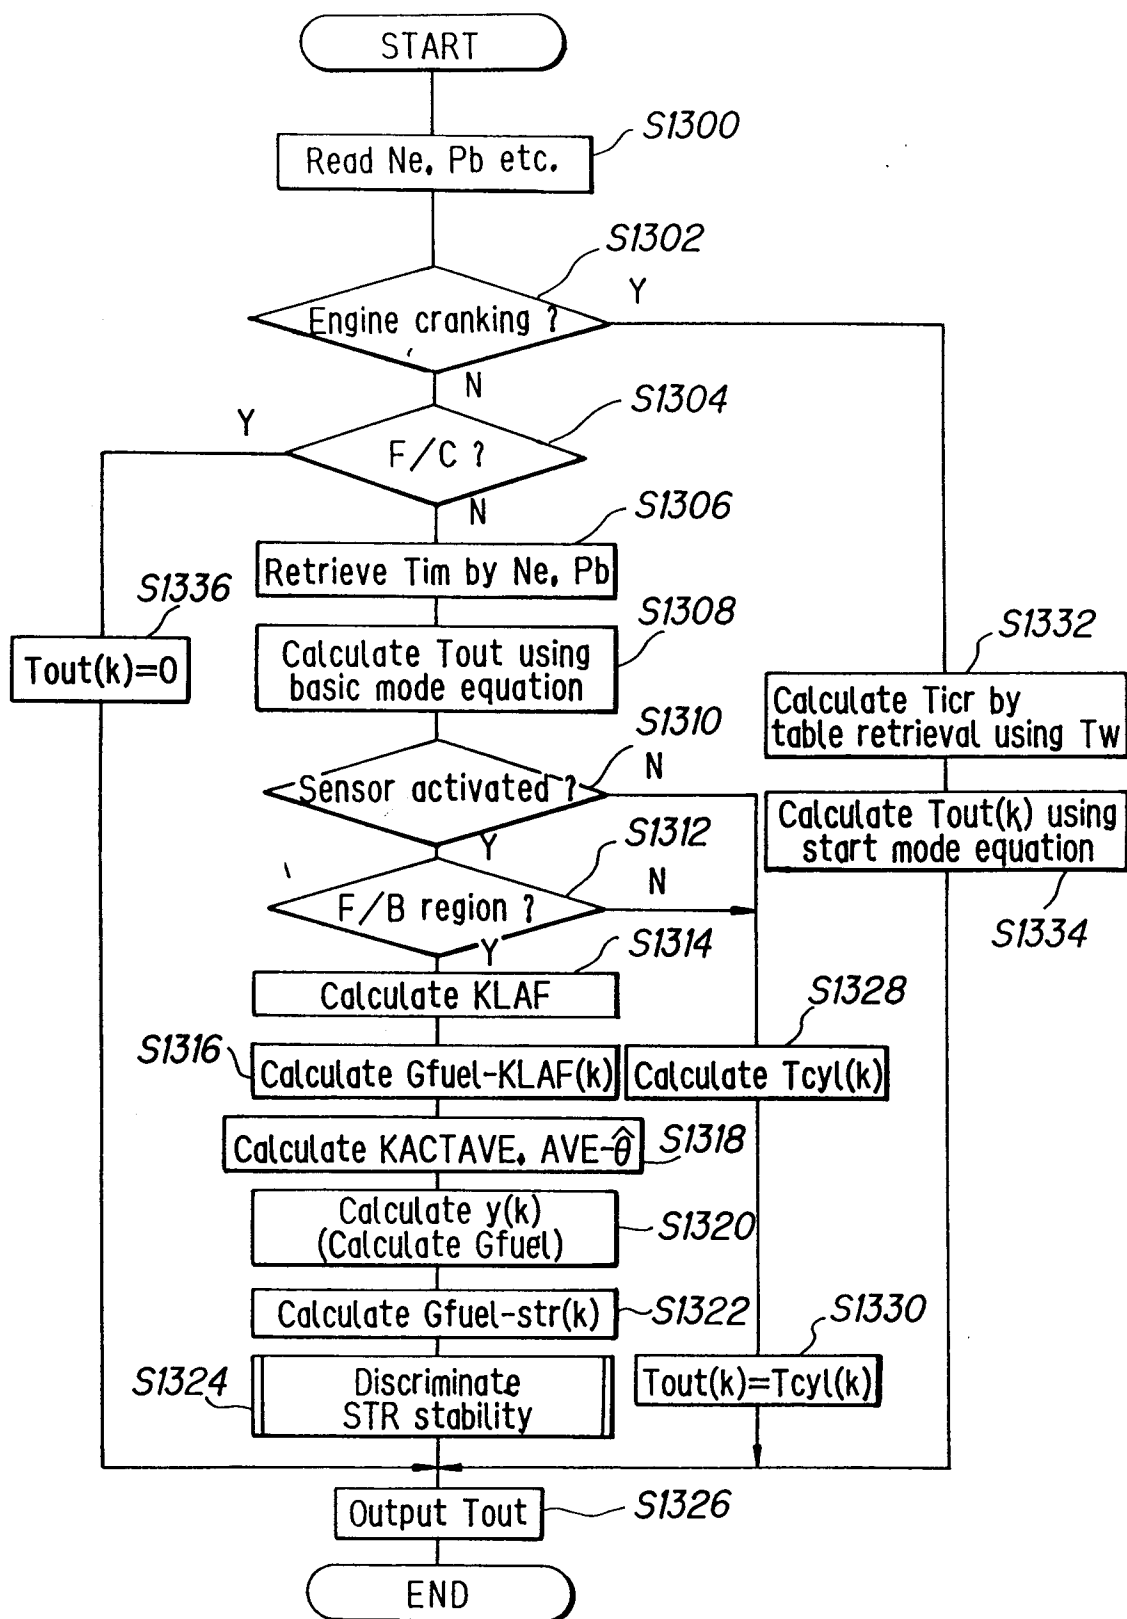 START
S1300
Read Ne, Pb etc.
S1302
Engine cranking ?
Y
N
S1304
Y
F/C ?
N
S1306
Retrieve Tim by Ne, Pb
S1336
S1308
Tout(k)=0
Calculate Tout using
basic mode equation
S1332
Calculate Ticr by
table retrieval using Tw
S1310
Sensor activated ?
N
Y
S1312
Calculate Tout(k) using
start mode equation
S1334
F/B region ?
N
Y
S1314
Calculate KLAF
S1328
S1316
Calculate Gfuel-KLAF(k)
Calculate Tcyl(k)
Calculate KACTAVE, AVE-θ̂
S1318
Calculate y(k)
(Calculate Gfuel)
S1320
Calculate Gfuel-str(k)
S1322
S1330
S1324
Discriminate
STR stability
Tout(k)=Tcyl(k)
Output Tout
S1326
END